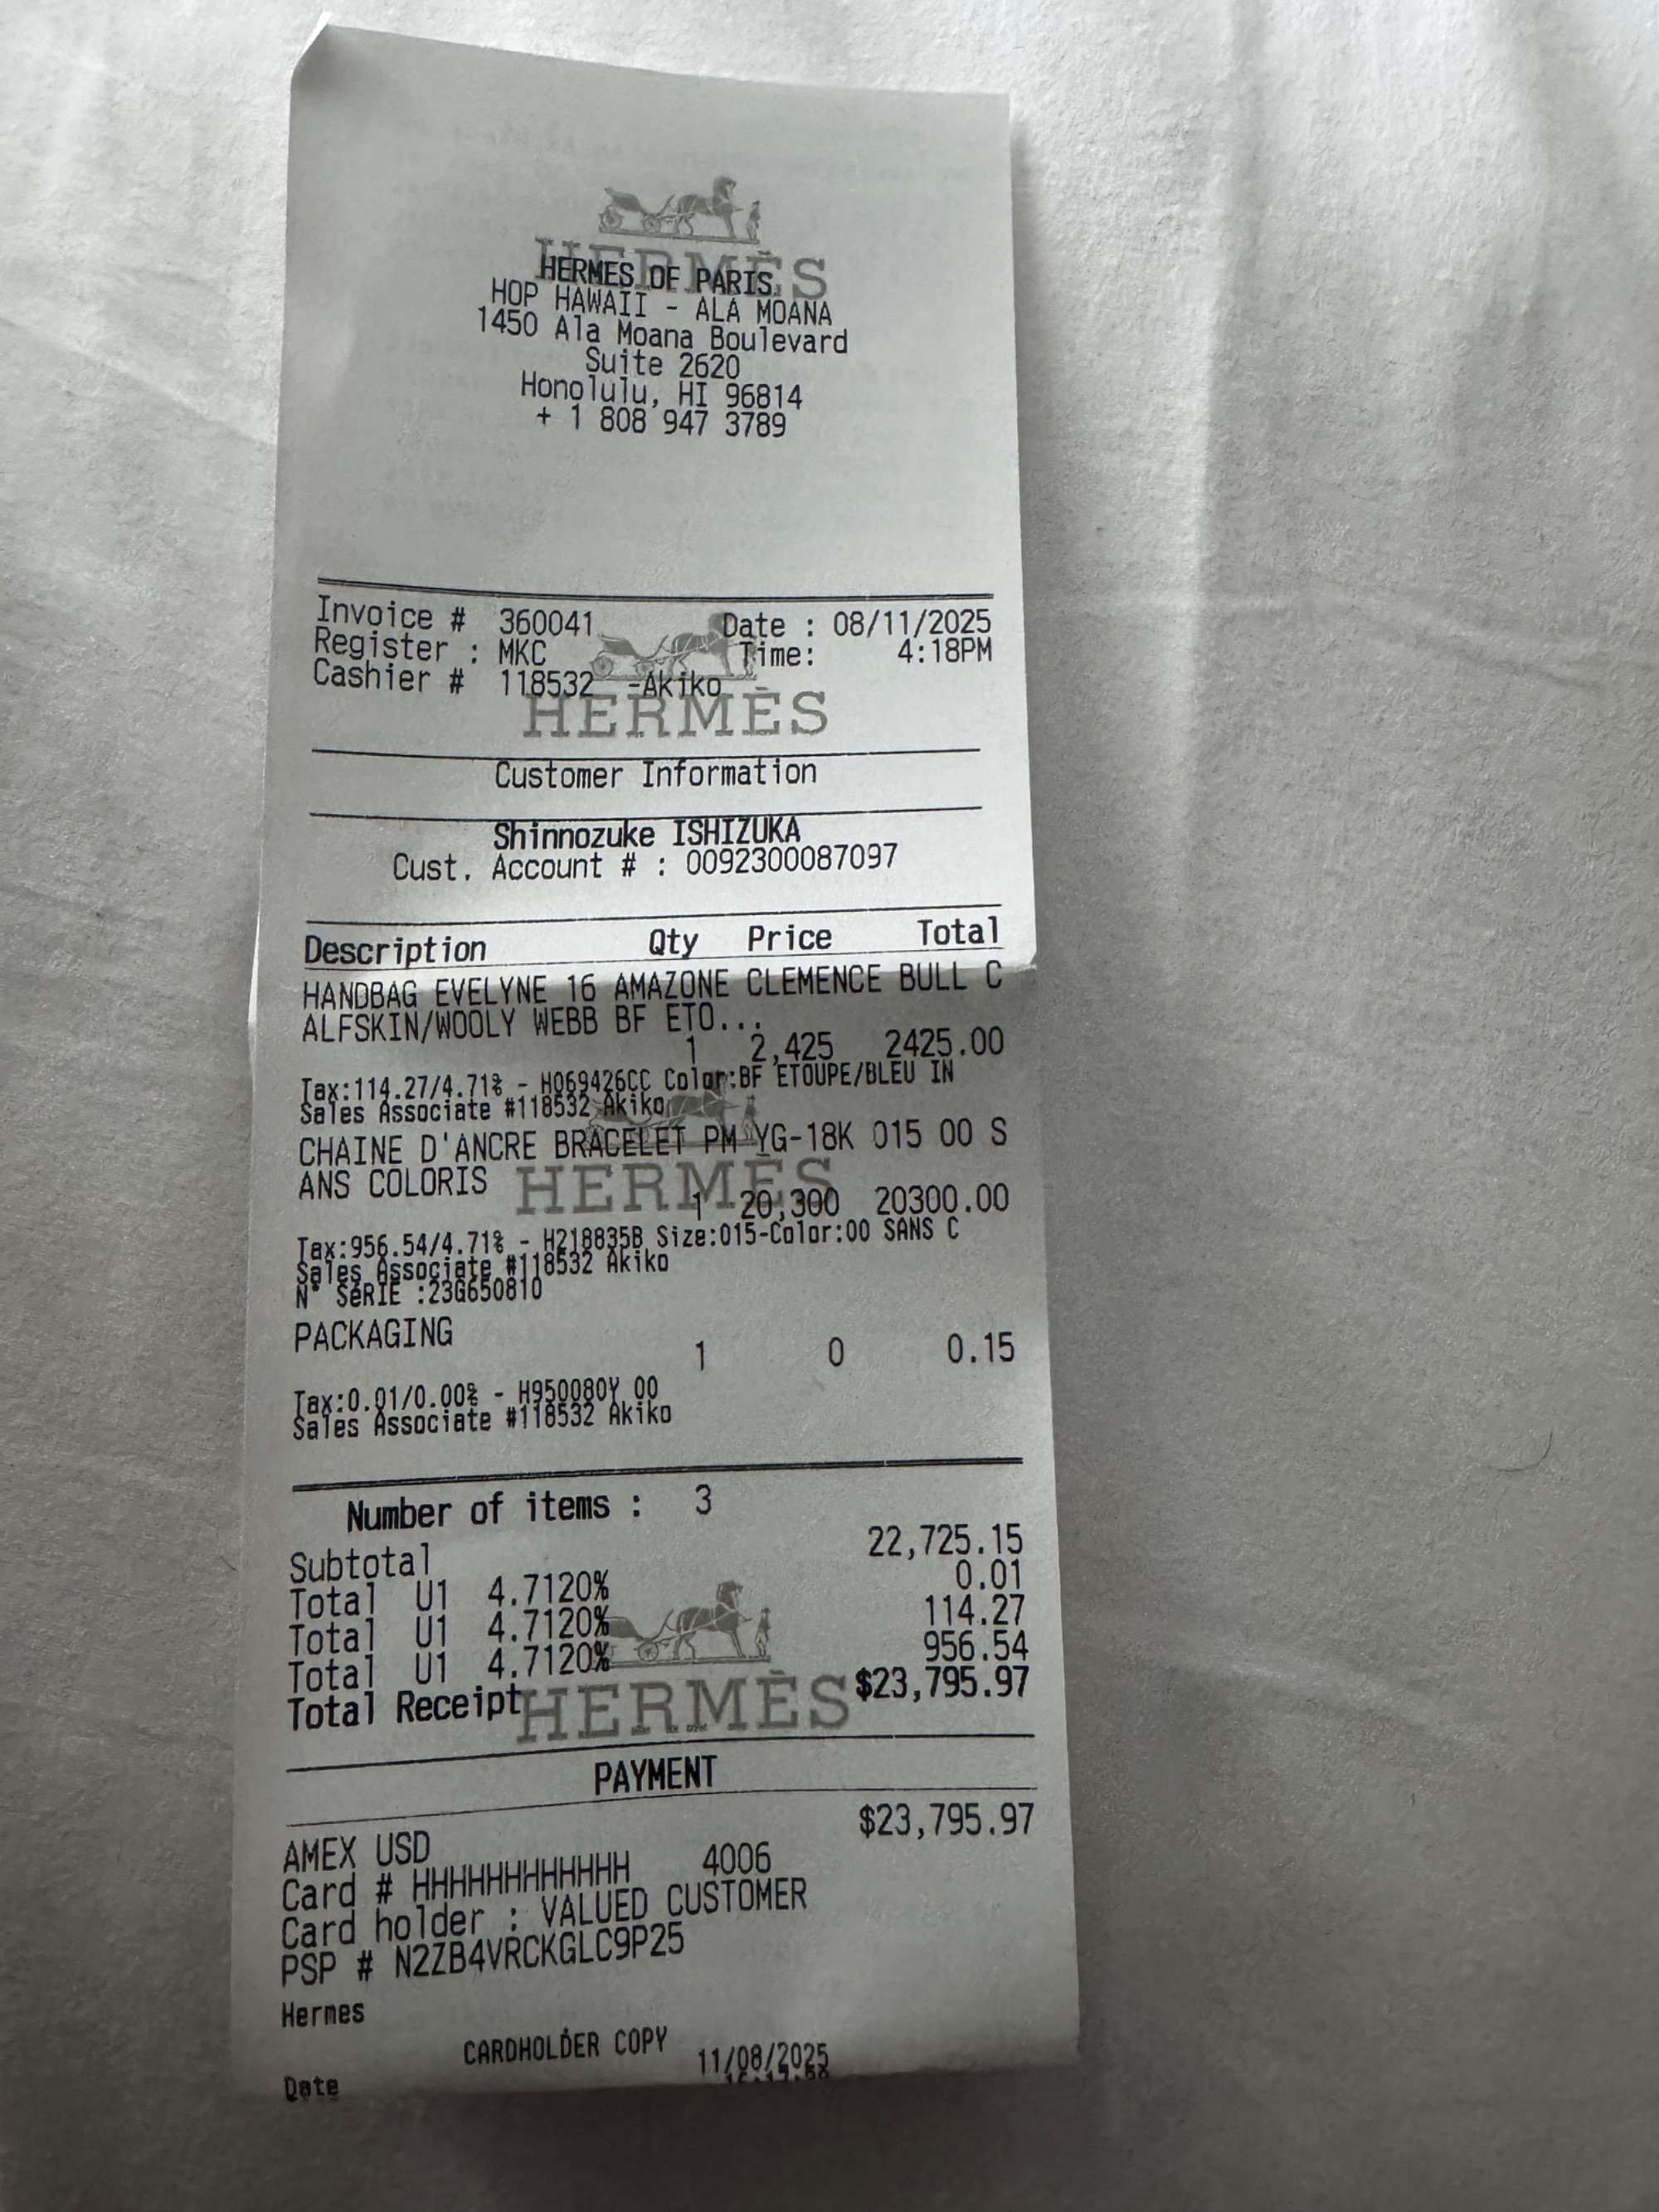 HERMÈS
HERMES OF PARIS
HOP HAWAII - ALA MOANA
1450 Ala Moana Boulevard
Suite 2620
Honolulu, HI 96814
+ 1 808 947 3789
Invoice # 360041 Date : 08/11/2025
Register : MKC Time: 4:18PM
Cashier # 118532 -Akiko
HERMÈS
Customer Information
Shinnozuke ISHIZUKA
Cust. Account # : 0092300087097
Description Qty Price Total
HANDBAG EVELYNE 16 AMAZONE CLEMENCE BULL C
ALFSKIN/WOOLY WEBB BF ETO...
1 2,425 2425.00
Tax:114.27/4.71% - H069426CC Color:BF ETOUPE/BLEU IN
Sales Associate #118532 Akiko
CHAINE D'ANCRE BRACELET PM YG-18K 015 00 S
ANS COLORIS
HERMÈS
1 20,300 20300.00
Tax:956.54/4.71% - H218835B Size:015-Color:00 SANS C
Sales Associate #118532 Akiko
N° SéRIE :23G650810
PACKAGING
1 0 0.15
Tax:0.01/0.00% - H950080Y 00
Sales Associate #118532 Akiko
Number of items : 3
Subtotal 22,725.15
Total U1 4.7120% 0.01
Total U1 4.7120% 114.27
Total U1 4.7120% 956.54
Total Receipt $23,795.97
HERMÈS
PAYMENT
AMEX USD $23,795.97
Card # HHHHHHHHHHHH 4006
Card holder : VALUED CUSTOMER
PSP # N2ZB4VRCKGLC9P25
Hermes
CARDHOLDER COPY
Date 11/08/2025